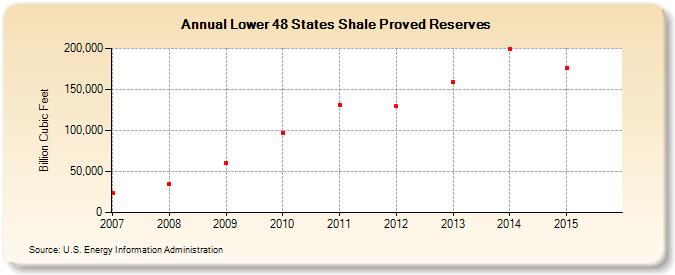 Annual Lower 48 States Shale Proved Reserves
Billion Cubic Feet
200,000
150,000
100,000
50,000
0
2007 2008 2009 2010 2011 2012 2013 2014 2015
Source: U.S. Energy Information Administration